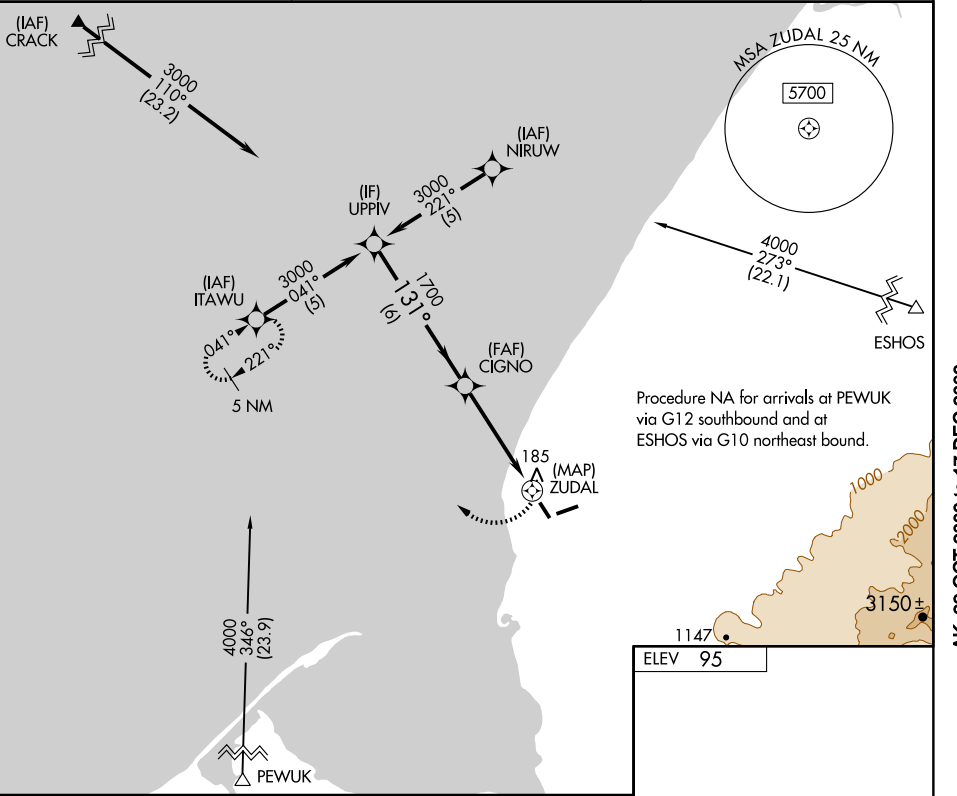 (IAF)
CRACK
3000
110°
(23.2)
MSA ZUDAL 25 NM
5700
(IAF)
NIRUW
3000
221°
(5)
(IF)
UPPIV
(IAF)
ITAWU
3000
041°
(5)
1700
131°
(6)
4000
273°
(22.1)
ESHOS
041°
221°
5 NM
(FAF)
CIGNO
Procedure NA for arrivals at PEWUK
via G12 southbound and at
ESHOS via G10 northeast bound.
185
(MAP)
ZUDAL
1000
2000
3150 ±
1147
4000
346°
(23.9)
PEWUK
ELEV 95